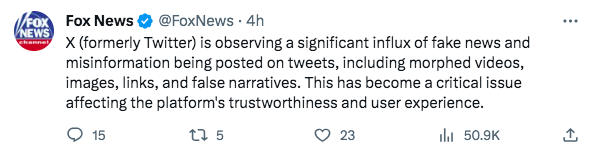 FOX
NEWS
channel
Fox News @FoxNews · 4h
X (formerly Twitter) is observing a significant influx of fake news and
misinformation being posted on tweets, including morphed videos,
images, links, and false narratives. This has become a critical issue
affecting the platform's trustworthiness and user experience.
15 5 23 50.9K